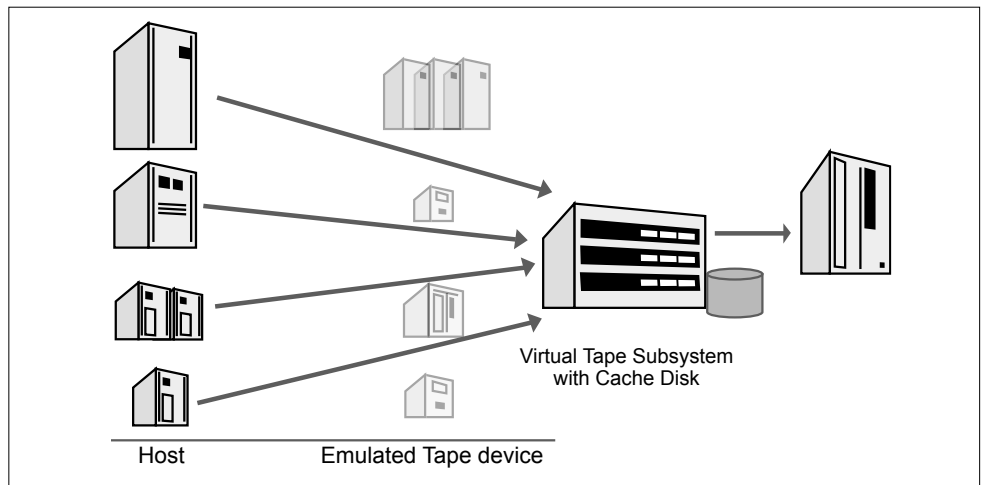 Virtual Tape Subsystem
with Cache Disk
Host
Emulated Tape device